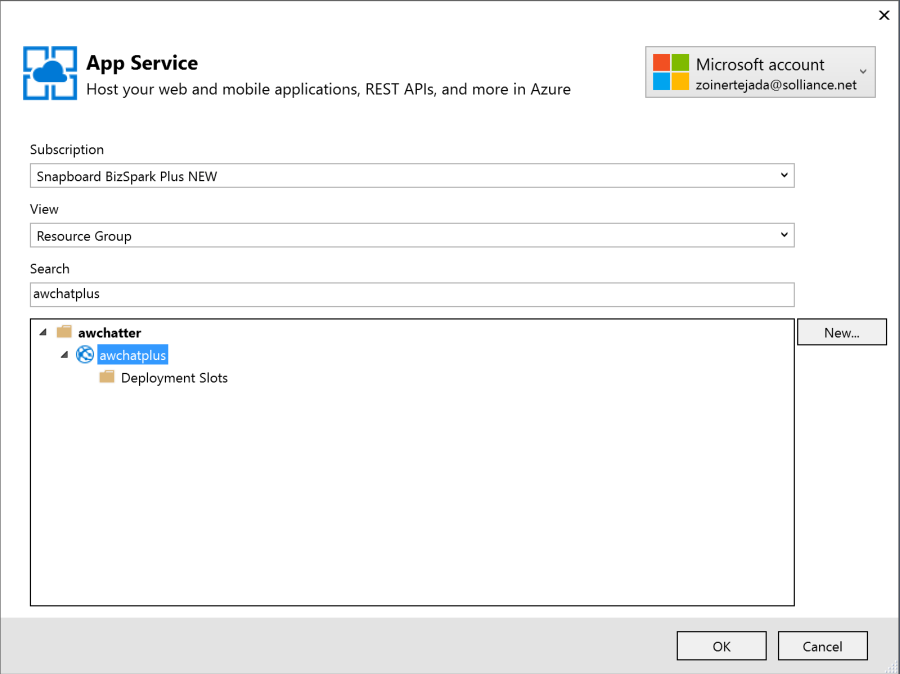 App Service
Host your web and mobile applications, REST APIs, and more in Azure
Microsoft account
zoinertejada@solliance.net
Subscription
Snapboard BizSpark Plus NEW
View
Resource Group
Search
awchatplus
awchatter
New...
awchatplus
Deployment Slots
OK
Cancel